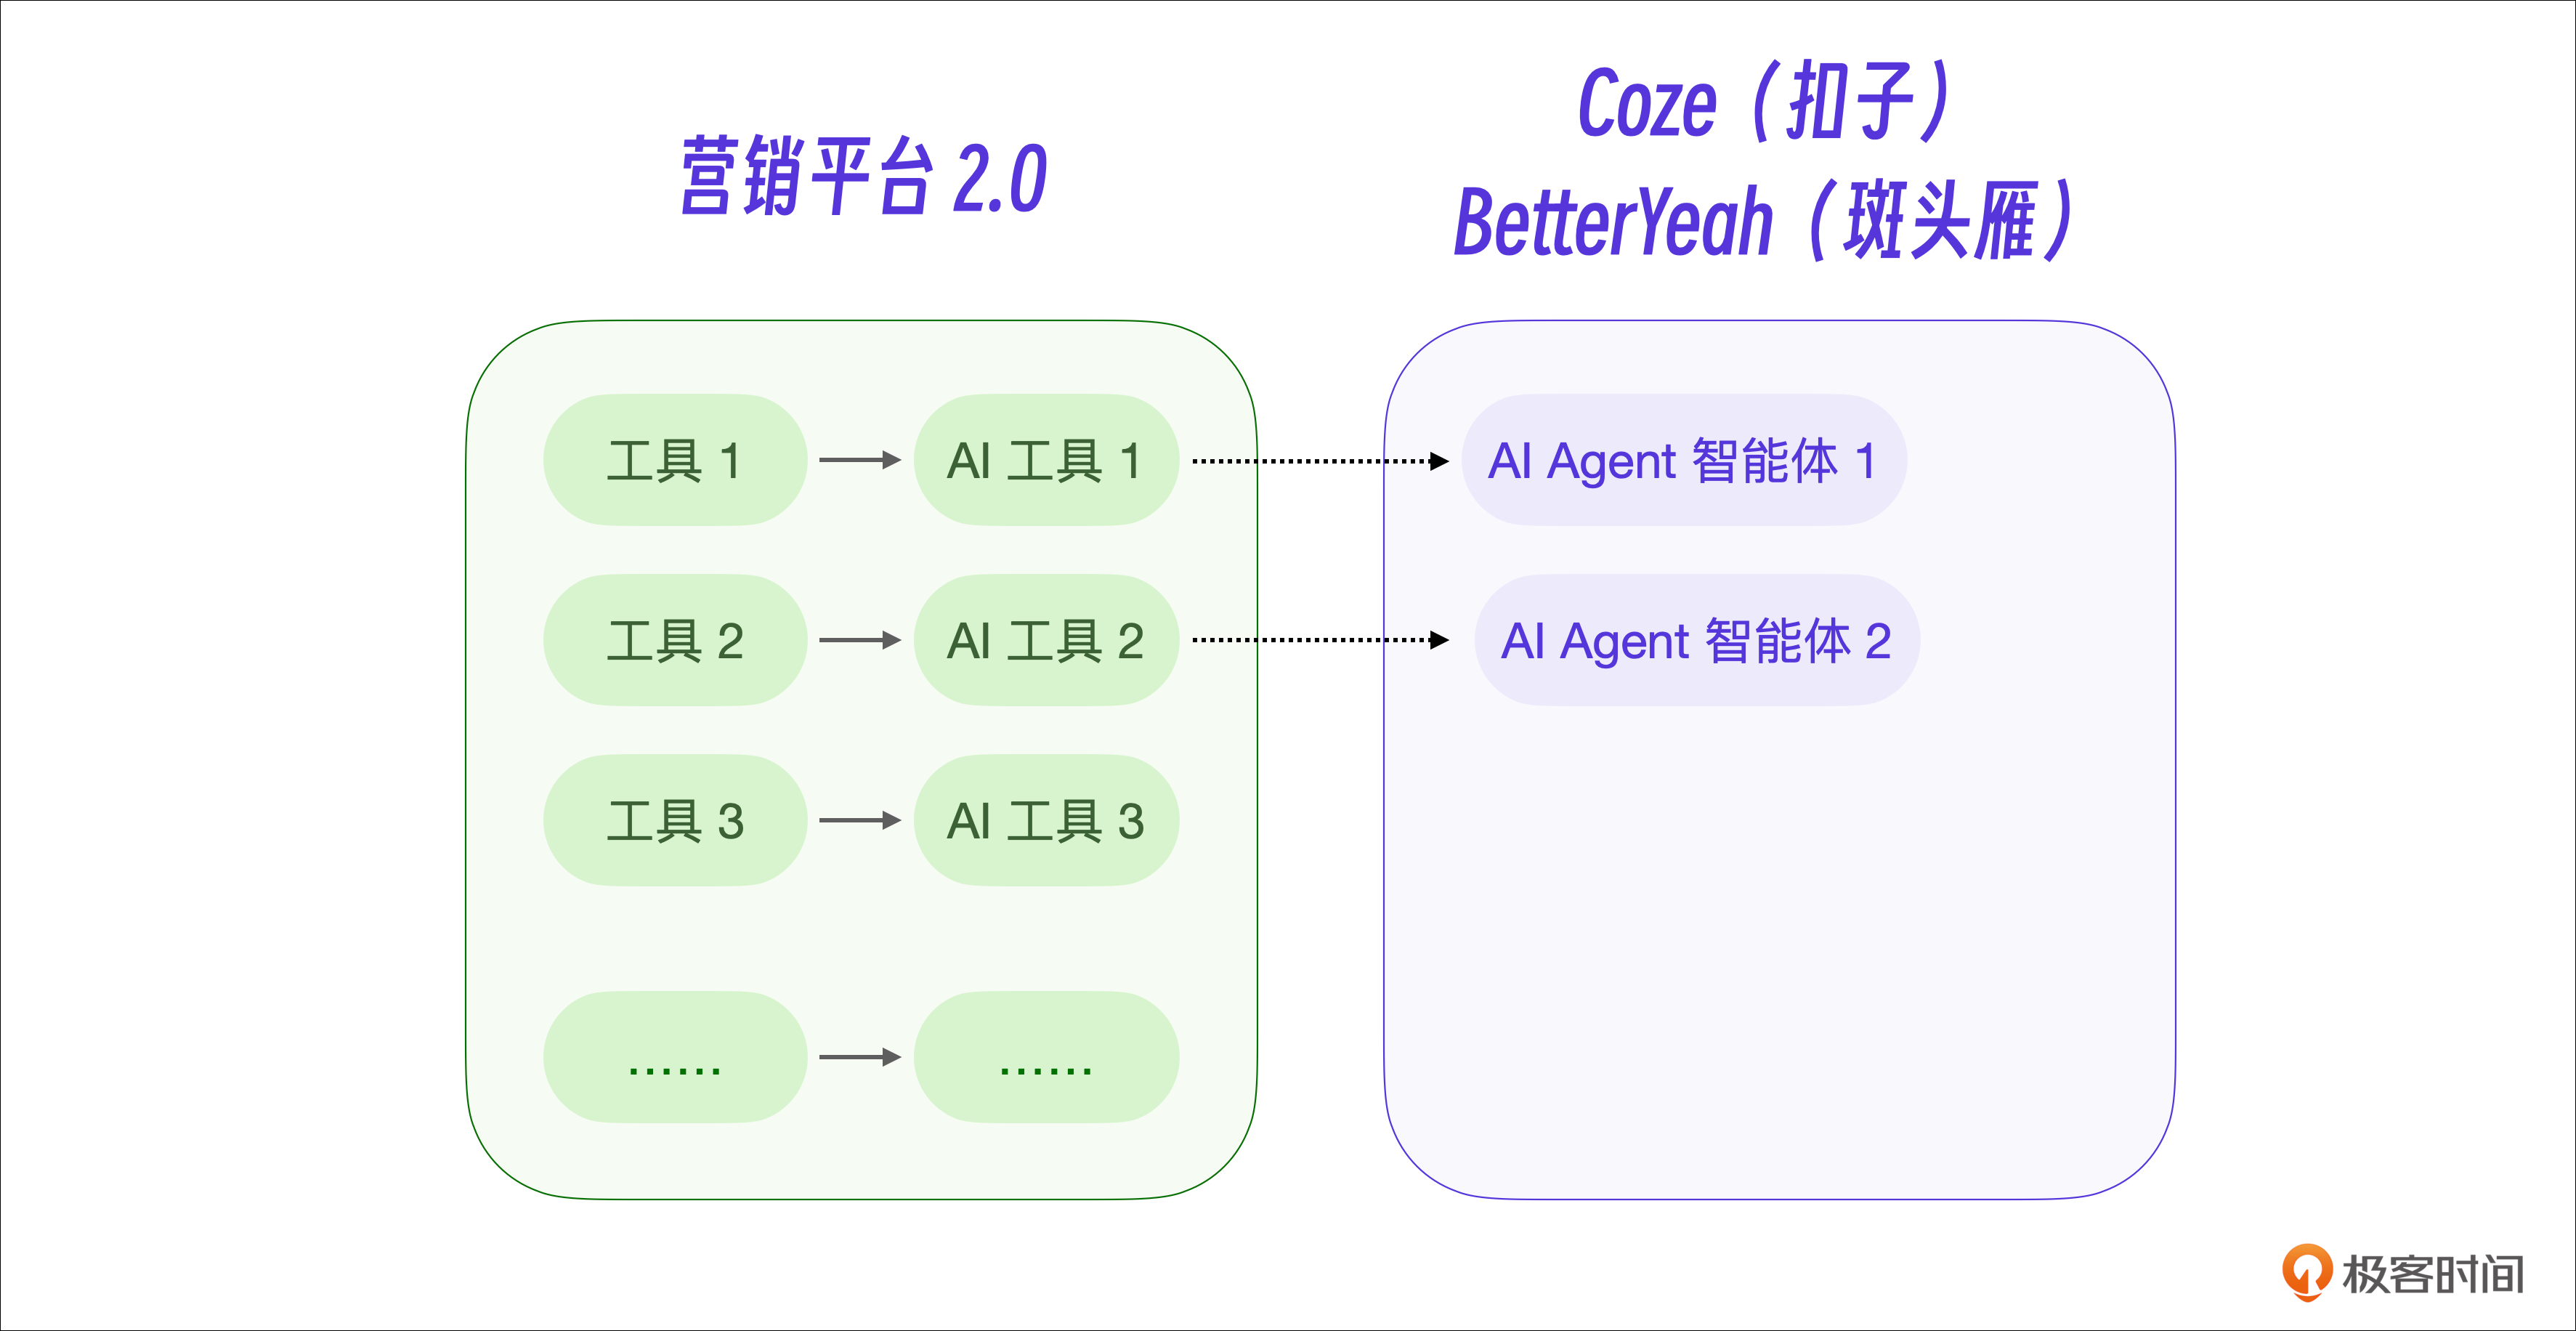 营销平台 2.0
Coze（扣子）
BetterYeah（斑头雁）
工具 1
AI 工具 1
AI Agent 智能体 1
工具 2
AI 工具 2
AI Agent 智能体 2
工具 3
AI 工具 3
……
……
极客时间